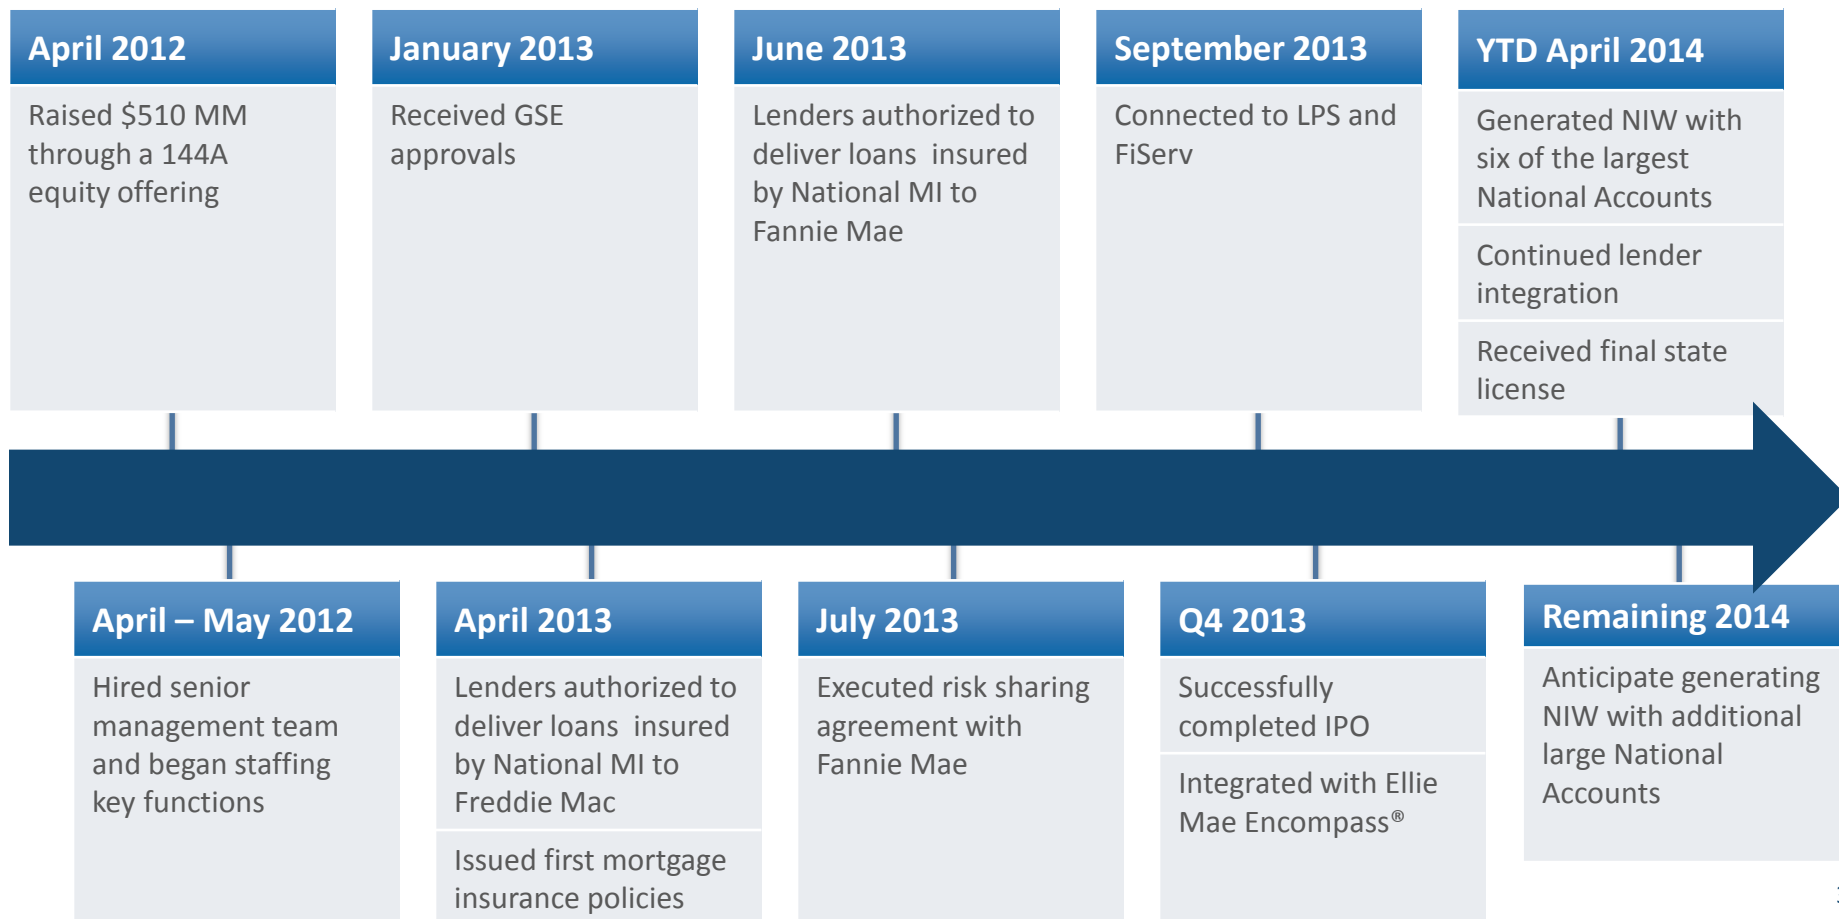 April 2012
Raised $510 MM
through a 144A
equity offering
January 2013
Received GSE
approvals
June 2013
Lenders authorized to
deliver loans  insured
by National MI to
Fannie Mae
September 2013
Connected to LPS and
FiServ
YTD April 2014
Generated NIW with
six of the largest
National Accounts
Continued lender
integration
Received final state
license
April – May 2012
Hired senior
management team
and began staffing
key functions
April 2013
Lenders authorized to
deliver loans  insured
by National MI to
Freddie Mac
Issued first mortgage
insurance policies
July 2013
Executed risk sharing
agreement with
Fannie Mae
Q4 2013
Successfully
completed IPO
Integrated with Ellie
Mae Encompass®
Remaining 2014
Anticipate generating
NIW with additional
large National
Accounts